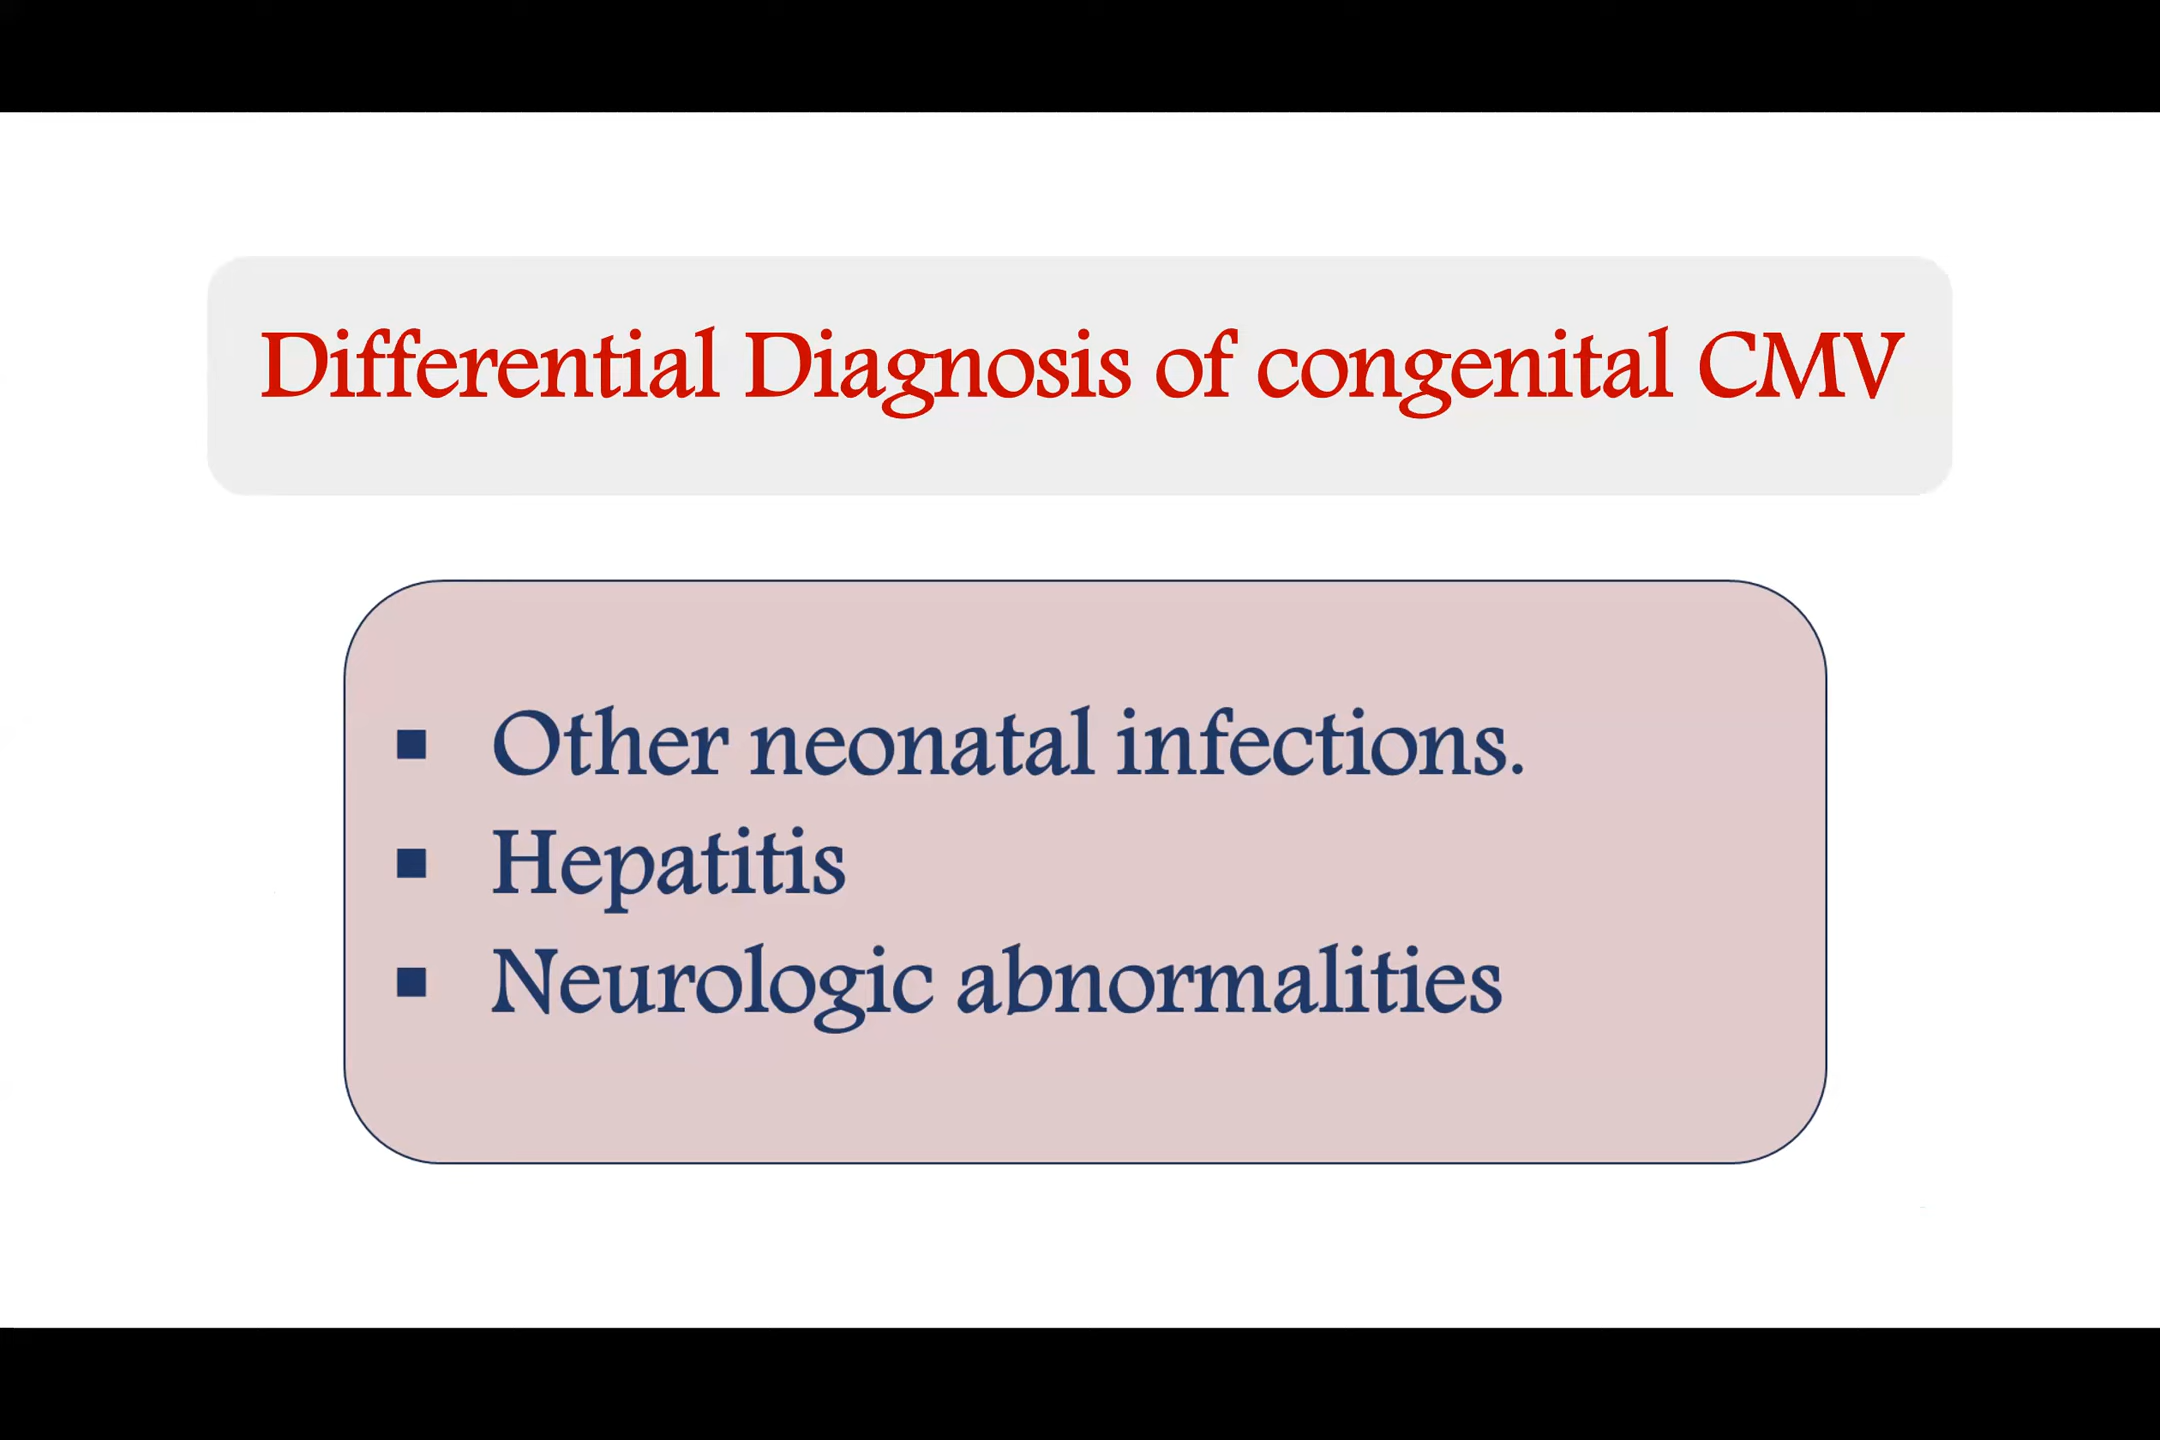 Differential Diagnosis of congenital CMV
▪ Other neonatal infections.
▪ Hepatitis
▪ Neurologic abnormalities